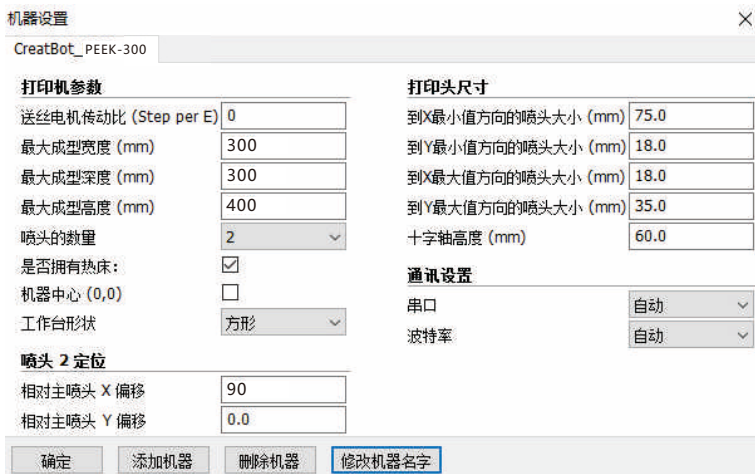 机器设置
CreatBot_PEEK-300
打印机参数
送丝电机传动比 (Step per E) 0
最大成型宽度 (mm) 300
最大成型深度 (mm) 300
最大成型高度 (mm) 400
喷头的数量 2
是否拥有热床：
机器中心 (0,0)
工作台形状 方形
喷头 2 定位
相对主喷头 X 偏移 90
相对主喷头 Y 偏移 0.0
打印头尺寸
到X最小值方向的喷头大小 (mm) 75.0
到Y最小值方向的喷头大小 (mm) 18.0
到X最大值方向的喷头大小 (mm) 18.0
到Y最大值方向的喷头大小 (mm) 35.0
十字轴高度 (mm) 60.0
通讯设置
串口 自动
波特率 自动
确定 添加机器 删除机器 修改机器名字